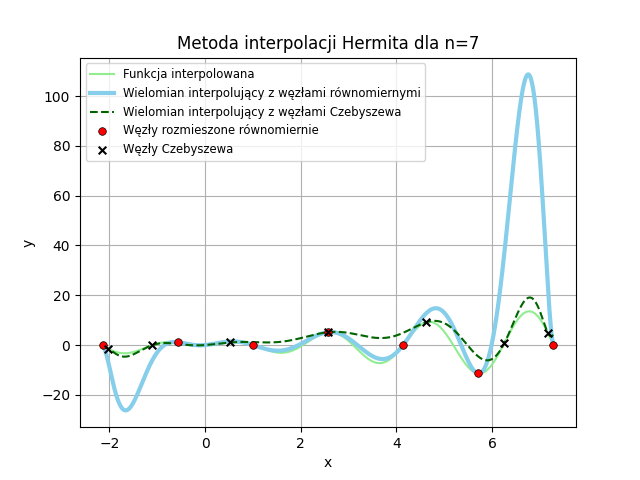 Metoda interpolacji Hermita dla n=7
Funkcja interpolowana
Wielomian interpolujący z węzłami równomiernymi
Wielomian interpolujący z węzłami Czebyszewa
Węzły rozmieszone równomiernie
Węzły Czebyszewa
100
80
60
40
20
0
−20
y
−2 0 2 4 6
x